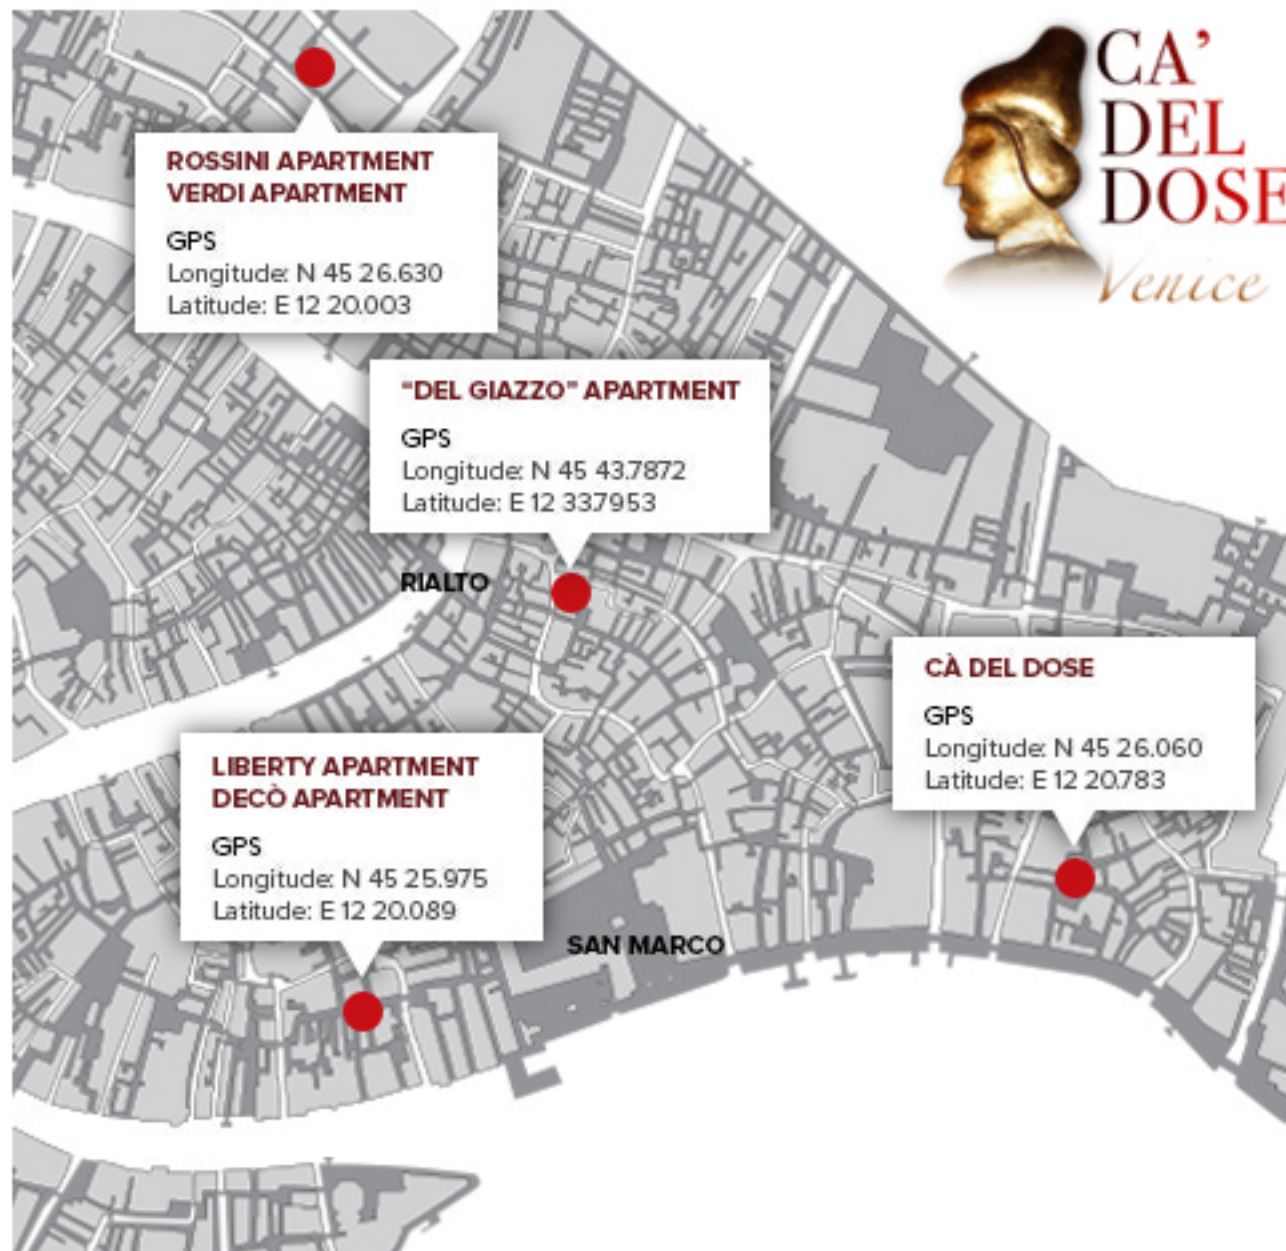 CA'
DEL
DOSE
Venice
ROSSINI APARTMENT
VERDI APARTMENT
GPS
Longitude: N 45 26.630
Latitude: E 12 20.003
"DEL GIAZZO" APARTMENT
GPS
Longitude: N 45 43.7872
Latitude: E 12 33.7953
RIALTO
CÀ DEL DOSE
GPS
Longitude: N 45 26.060
Latitude: E 12 20.783
LIBERTY APARTMENT
DECÒ APARTMENT
GPS
Longitude: N 45 25.975
Latitude: E 12 20.089
SAN MARCO